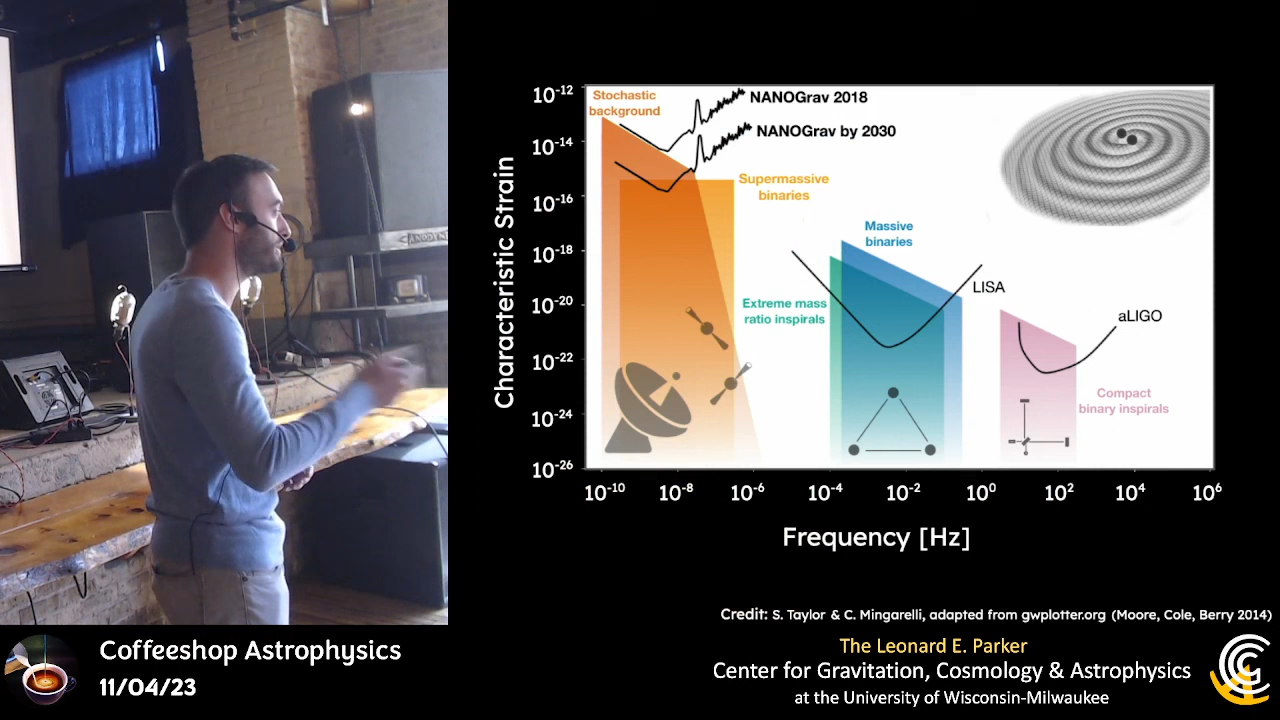 Stochastic
background
NANOGrav 2018
NANOGrav by 2030
Supermassive
binaries
Massive
binaries
Extreme mass
ratio inspirals
LISA
aLIGO
Compact
binary inspirals
Characteristic Strain
10⁻¹²
10⁻¹⁴
10⁻¹⁶
10⁻¹⁸
10⁻²⁰
10⁻²²
10⁻²⁴
10⁻²⁶
10⁻¹⁰
10⁻⁸
10⁻⁶
10⁻⁴
10⁻²
10⁰
10²
10⁴
10⁶
Frequency [Hz]
Credit: S. Taylor & C. Mingarelli, adapted from gwplotter.org (Moore, Cole, Berry 2014)
Coffeeshop Astrophysics
11/04/23
The Leonard E. Parker
Center for Gravitation, Cosmology & Astrophysics
at the University of Wisconsin-Milwaukee